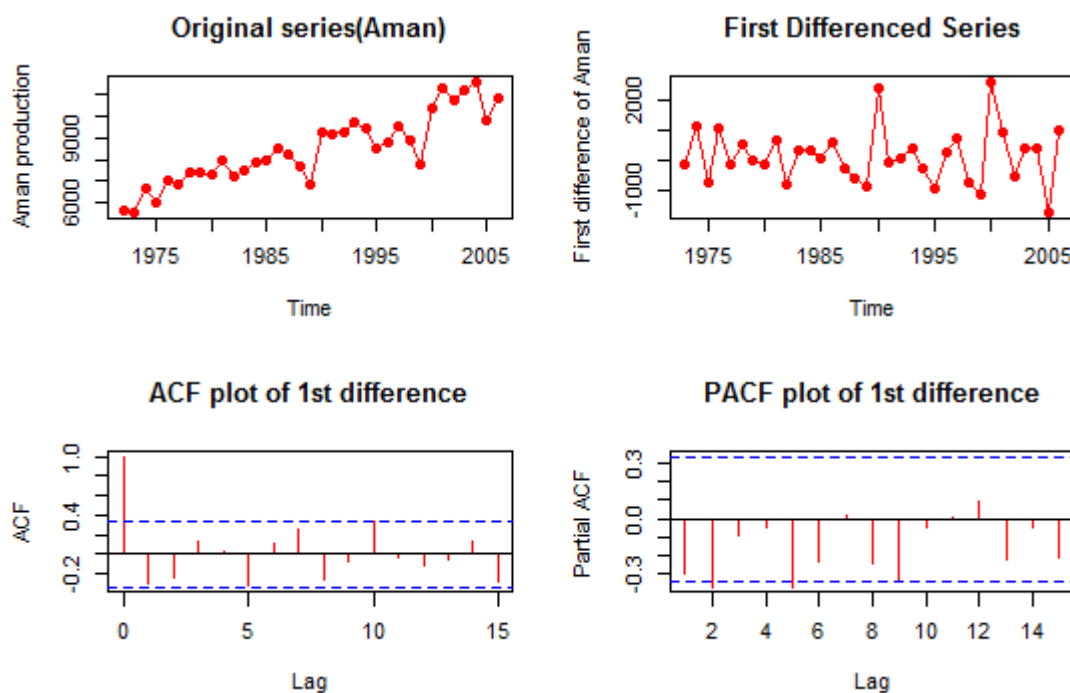 Original series(Aman)
Aman production
6000 9000
1975 1985 1995 2005
Time
First Differenced Series
First difference of Aman
-1000 2000
1975 1985 1995 2005
Time
ACF plot of 1st difference
ACF
-0.2 0.4 1.0
0 5 10 15
Lag
PACF plot of 1st difference
Partial ACF
-0.3 0.0 0.3
2 4 6 8 10 12 14
Lag